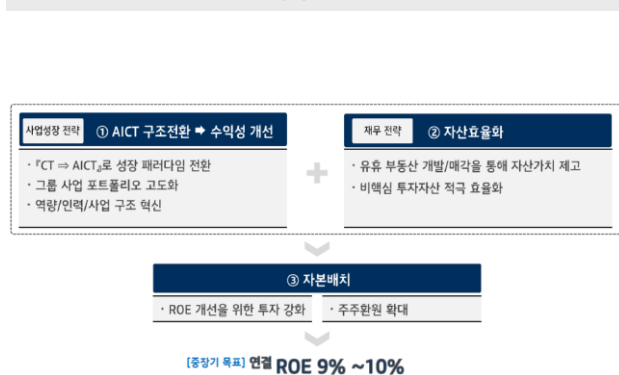 사업성장 전략
① AICT 구조전환 ➡ 수익성 개선
· 『CT ⇒ AICT』로 성장 패러다임 전환
· 그룹 사업 포트폴리오 고도화
· 역량/인력/사업 구조 혁신
재무 전략
② 자산효율화
· 유휴 부동산 개발/매각을 통해 자산가치 제고
· 비핵심 투자자산 적극 효율화
③ 자본배치
· ROE 개선을 위한 투자 강화
· 주주환원 확대
[중장기 목표] 연결 ROE 9% ~10%